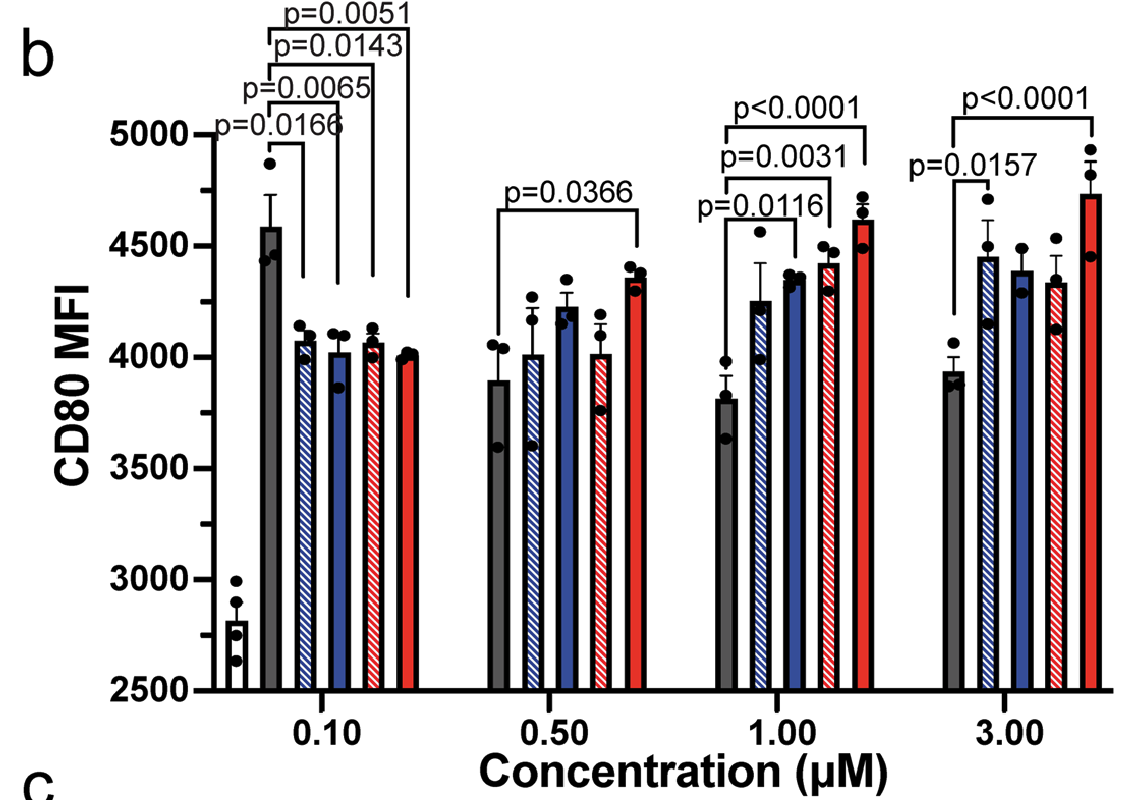 b
p=0.0051
p=0.0143
p=0.0065
p=0.0166
p=0.0366
p<0.0001
p=0.0031
p=0.0116
p<0.0001
p=0.0157
5000
4500
4000
3500
3000
2500
CD80 MFI
0.10 0.50 1.00 3.00
Concentration (µM)
c